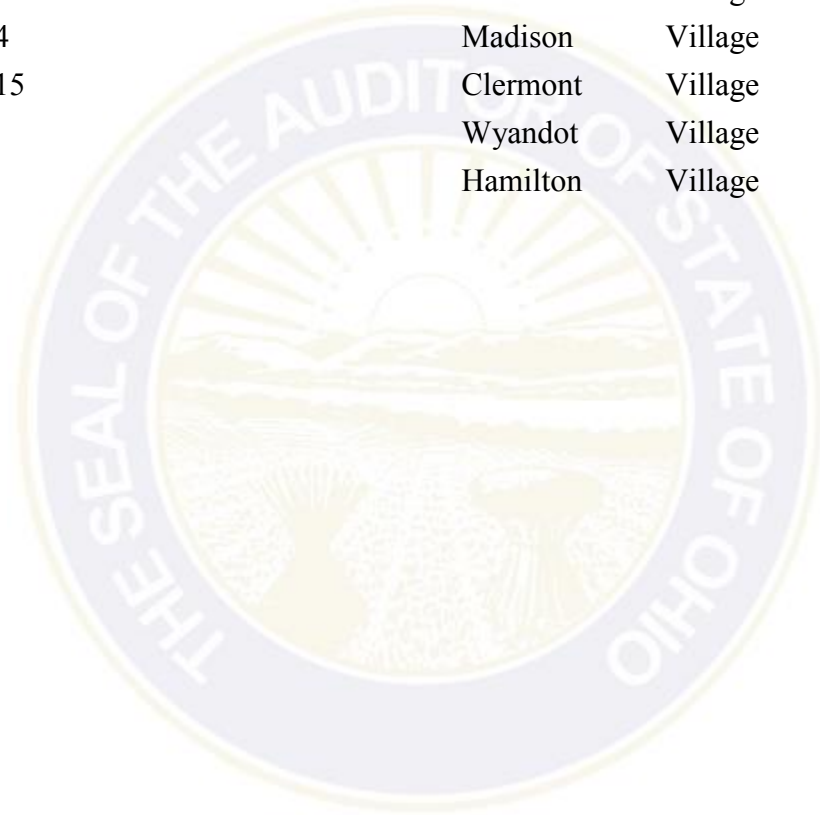 4 Madison Village
15 Clermont Village
Wyandot Village
Hamilton Village
THE SEAL OF THE AUDITOR OF STATE OF OHIO